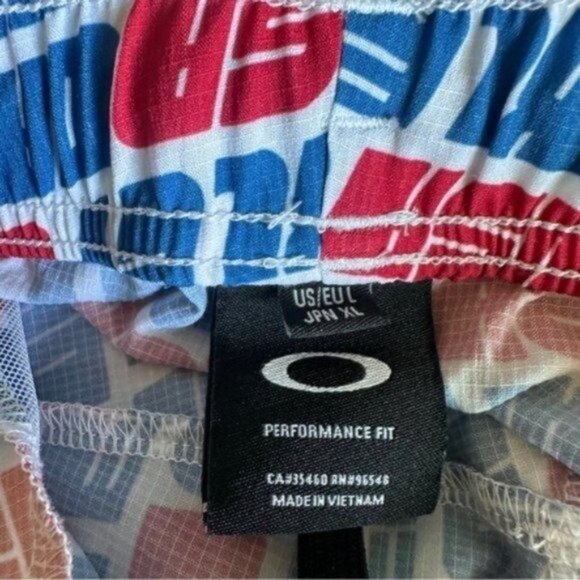 US/EU L
JPN XL
PERFORMANCE FIT
CA#35460 RN#96548
MADE IN VIETNAM